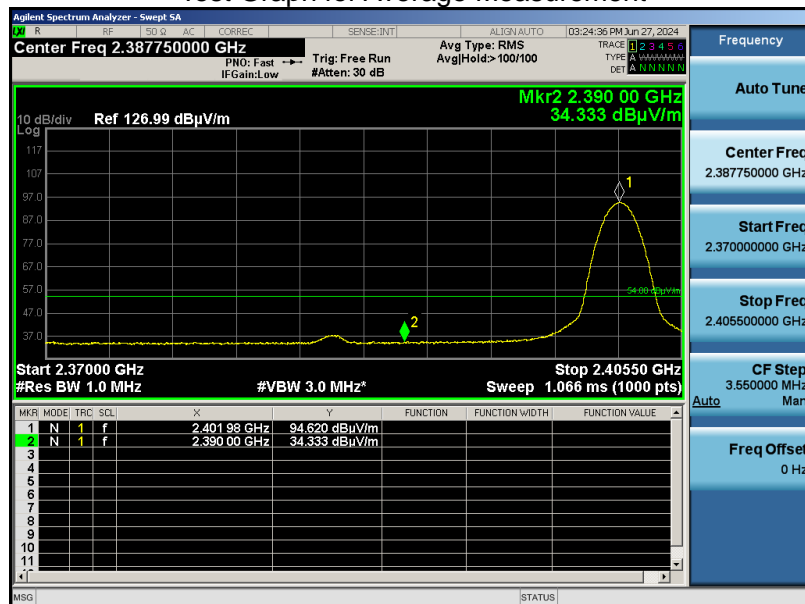 Agilent Spectrum Analyzer - Swept SA
LXI R RF 50 Ω AC CORREC SENSE:INT ALIGN AUTO 03:24:36 PM Jun 27, 2024
Center Freq 2.387750000 GHz
PNO: Fast
IFGain:Low
Trig: Free Run
#Atten: 30 dB
Avg Type: RMS
Avg|Hold:>100/100
TRACE 1 2 3 4 5 6
TYPE A WWWWW
DET A N N N N N
Mkr2 2.390 00 GHz
34.333 dBµV/m
10 dB/div Ref 126.99 dBµV/m
Log
117
107
97.0
87.0
77.0
67.0
57.0
47.0
37.0
1
2
54.00 dBµV/m
Start 2.37000 GHz Stop 2.40550 GHz
#Res BW 1.0 MHz #VBW 3.0 MHz* Sweep 1.066 ms (1000 pts)
MKR MODE TRC SCL X Y FUNCTION FUNCTION WIDTH FUNCTION VALUE
1 N 1 f 2.401 98 GHz 94.620 dBµV/m
2 N 1 f 2.390 00 GHz 34.333 dBµV/m
3
4
5
6
7
8
9
10
11
MSG STATUS
Frequency
Auto Tune
Center Freq
2.387750000 GHz
Start Freq
2.370000000 GHz
Stop Freq
2.405500000 GHz
CF Step
3.550000 MHz
Auto Man
Freq Offset
0 Hz